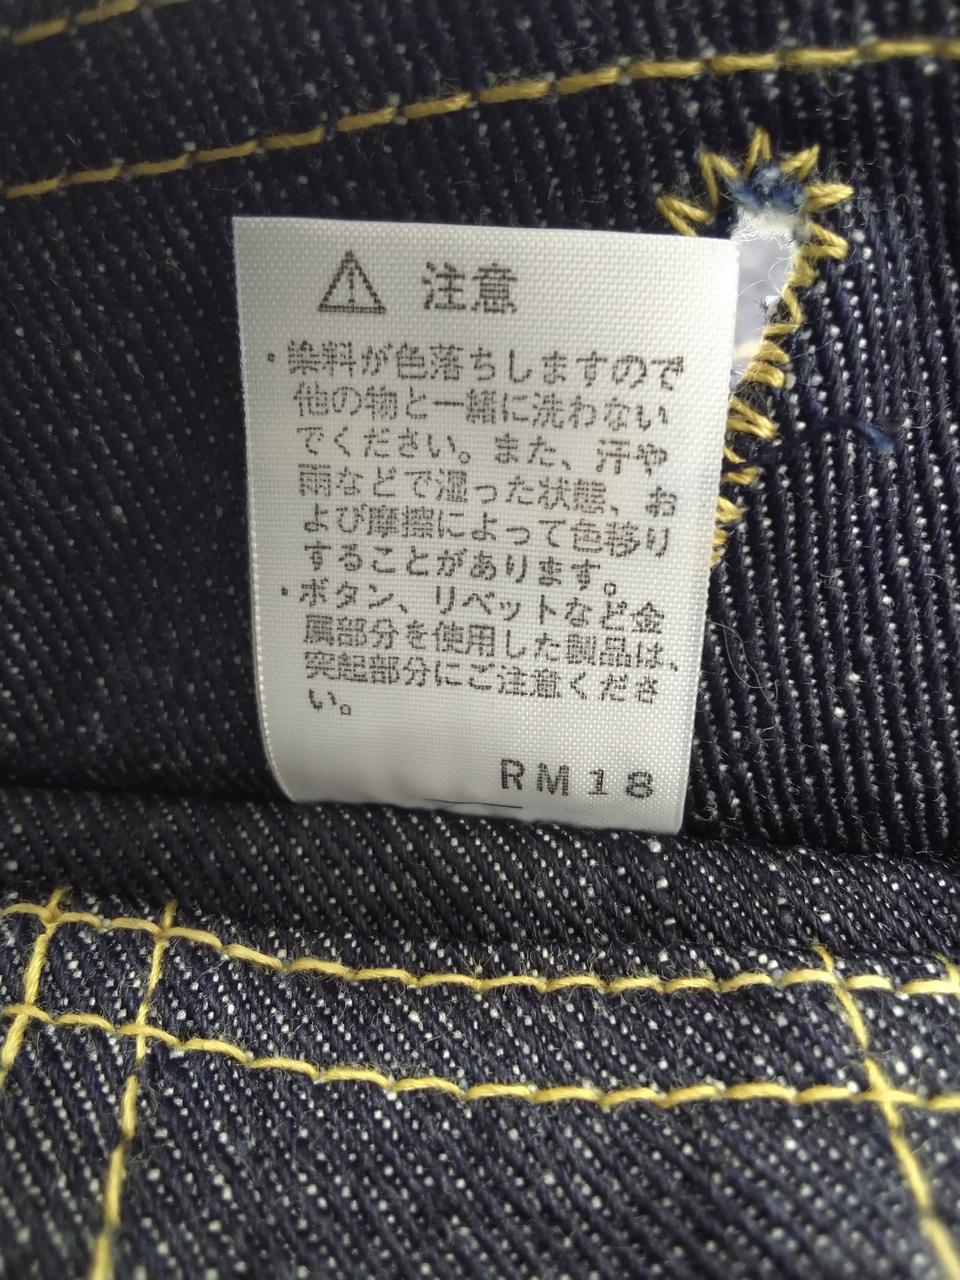 ⚠ 注意
・染料が色落ちしますので
他の物と一緒に洗わない
でください。また、汗や
雨などで湿った状態、お
よび摩擦によって色移り
することがあります。
・ボタン、リベットなど金
属部分を使用した製品は、
突起部分にご注意くださ
い。
RM18